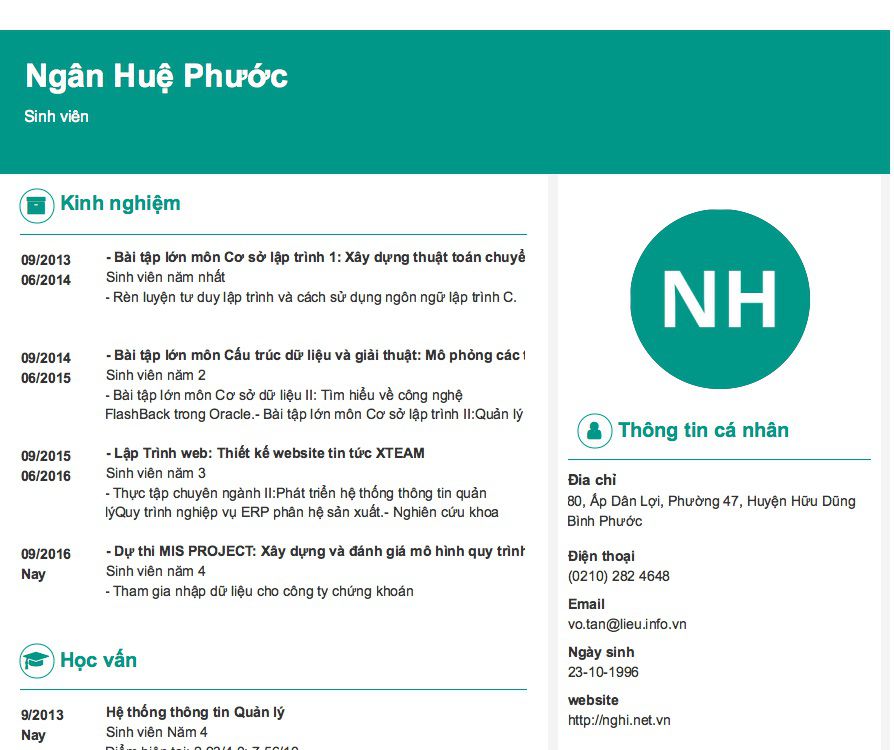 Ngân Huệ Phước
Sinh viên
Kinh nghiệm
09/2013
06/2014
- Bài tập lớn môn Cơ sở lập trình 1: Xây dựng thuật toán chuyể
Sinh viên năm nhất
- Rèn luyện tư duy lập trình và cách sử dụng ngôn ngữ lập trình C.
09/2014
06/2015
- Bài tập lớn môn Cấu trúc dữ liệu và giải thuật: Mô phỏng các
Sinh viên năm 2
- Bài tập lớn môn Cơ sở dữ liệu II: Tìm hiểu về công nghệ
FlashBack trong Oracle.- Bài tập lớn môn Cơ sở lập trình II:Quản lý
09/2015
06/2016
- Lập Trình web: Thiết kế website tin tức XTEAM
Sinh viên năm 3
- Thực tập chuyên ngành II:Phát triển hệ thống thông tin quản
lýQuy trình nghiệp vụ ERP phân hệ sản xuất.- Nghiên cứu khoa
09/2016
Nay
- Dự thi MIS PROJECT: Xây dựng và đánh giá mô hình quy trình
Sinh viên năm 4
- Tham gia nhập dữ liệu cho công ty chứng khoán
Học vấn
9/2013
Nay
Hệ thống thông tin Quản lý
Sinh viên Năm 4
NH
Thông tin cá nhân
Địa chỉ
80, Ấp Dân Lợi, Phường 47, Huyện Hữu Dũng
Bình Phước
Điện thoại
(0210) 282 4648
Email
vo.tan@lieu.info.vn
Ngày sinh
23-10-1996
website
http://nghi.net.vn